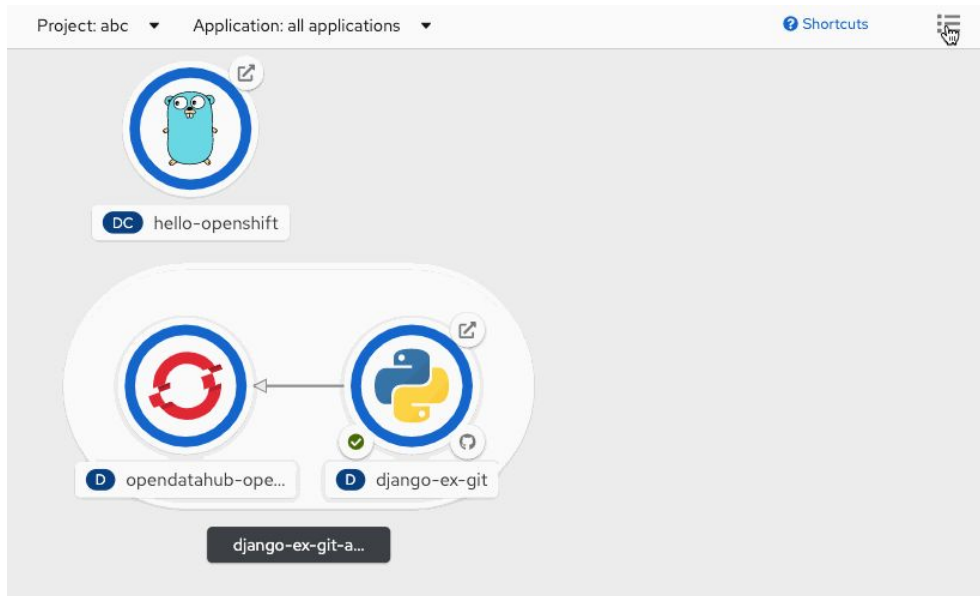 Project: abc Application: all applications Shortcuts
DC hello-openshift
D opendatahub-ope... D django-ex-git
django-ex-git-a...